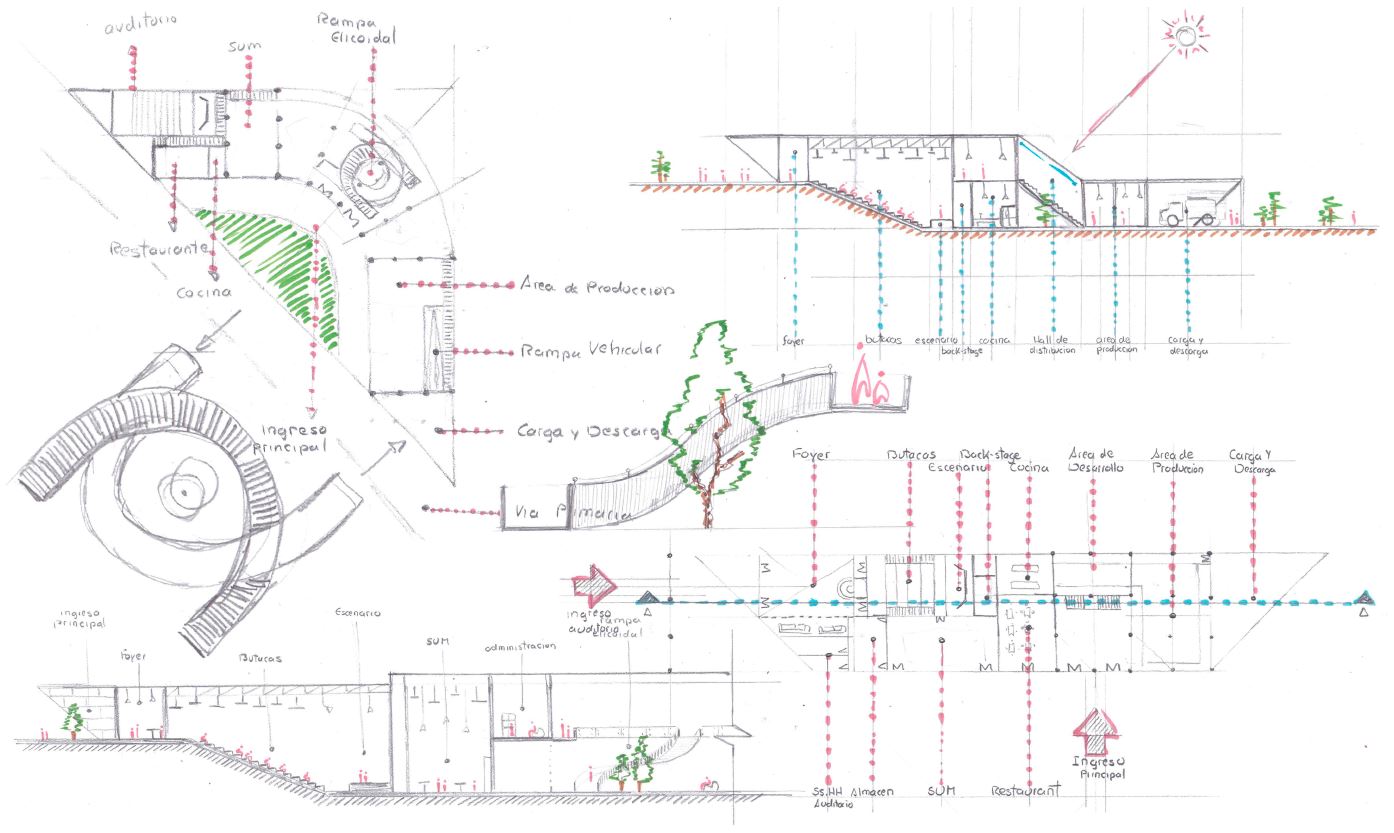 auditorio
sum
Rampa
Elicoidal
Restaurante
Cocina
Area de Produccion
Rampa Vehicular
Ingreso
principal
Carga y Descarga
Via Primaria
foyer
butacas
escenario
backstage
cocina
Hall de
distribucion
area de
produccion
carga y
descarga
Foyer
Butacas
Escenario
Back-stage
Cocina
Area de
Desarrollo
Area de
Produccion
Carga Y
Descarga
ingreso
auditorio
Ss.HH
Auditorio
Almacen
SUM
Restaurant
Ingreso
Principal
ingreso
principal
foyer
Butacas
Escenario
SUM
administracion
rampa
elicoidal